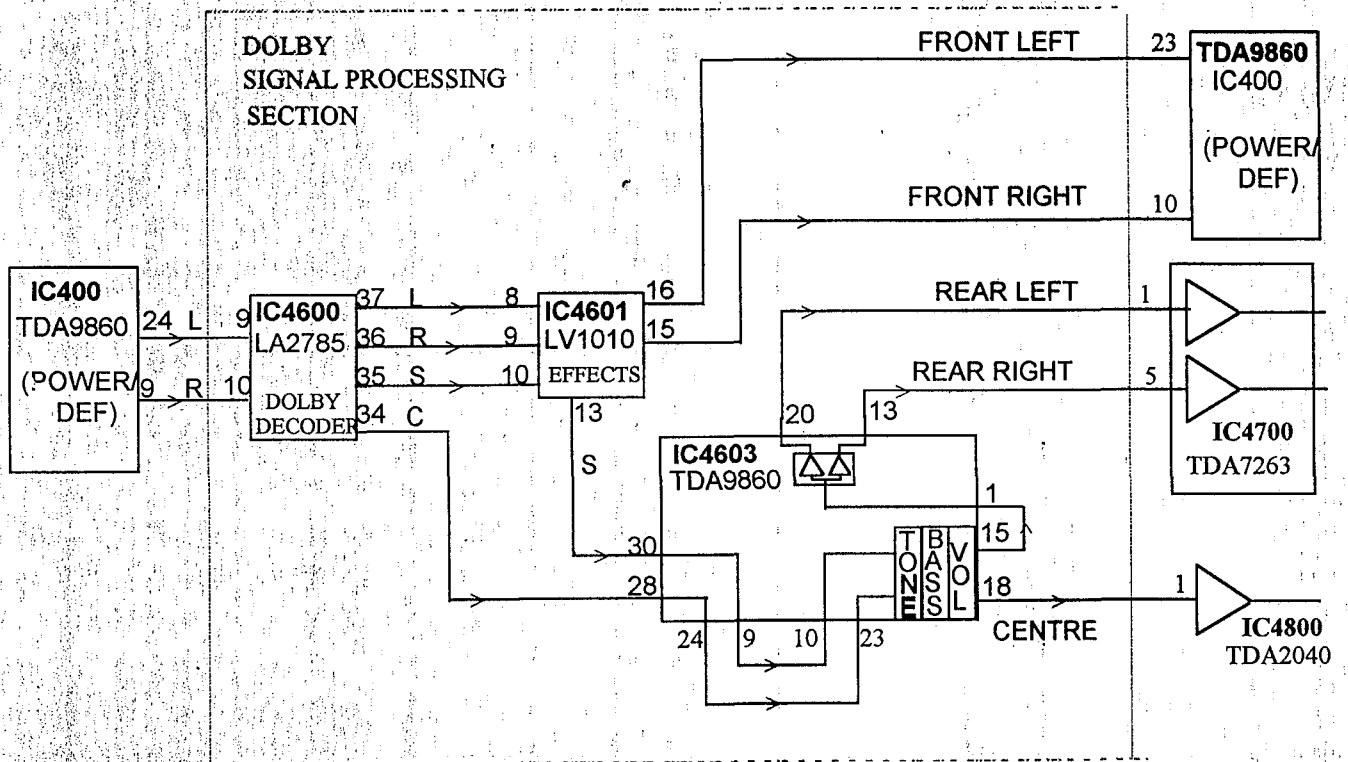 DOLBY
SIGNAL PROCESSING
SECTION
FRONT LEFT
23
TDA9860
IC400
(POWER/
DEF)
FRONT RIGHT
10
IC400
TDA9860
(POWER/
DEF)
24 L 9
9 R 10
IC4600
LA2785
DOLBY
DECODER
37 L 8
36 R 9
35 S 10
34 C
IC4601
LV1010
EFFECTS
16
15
13
S
REAR LEFT
1
REAR RIGHT
5
20
13
IC4700
TDA7263
IC4603
TDA9860
1
15
TONE
BASS
VOL
18
CENTRE
30
28
24
9
10
23
1
IC4800
TDA2040